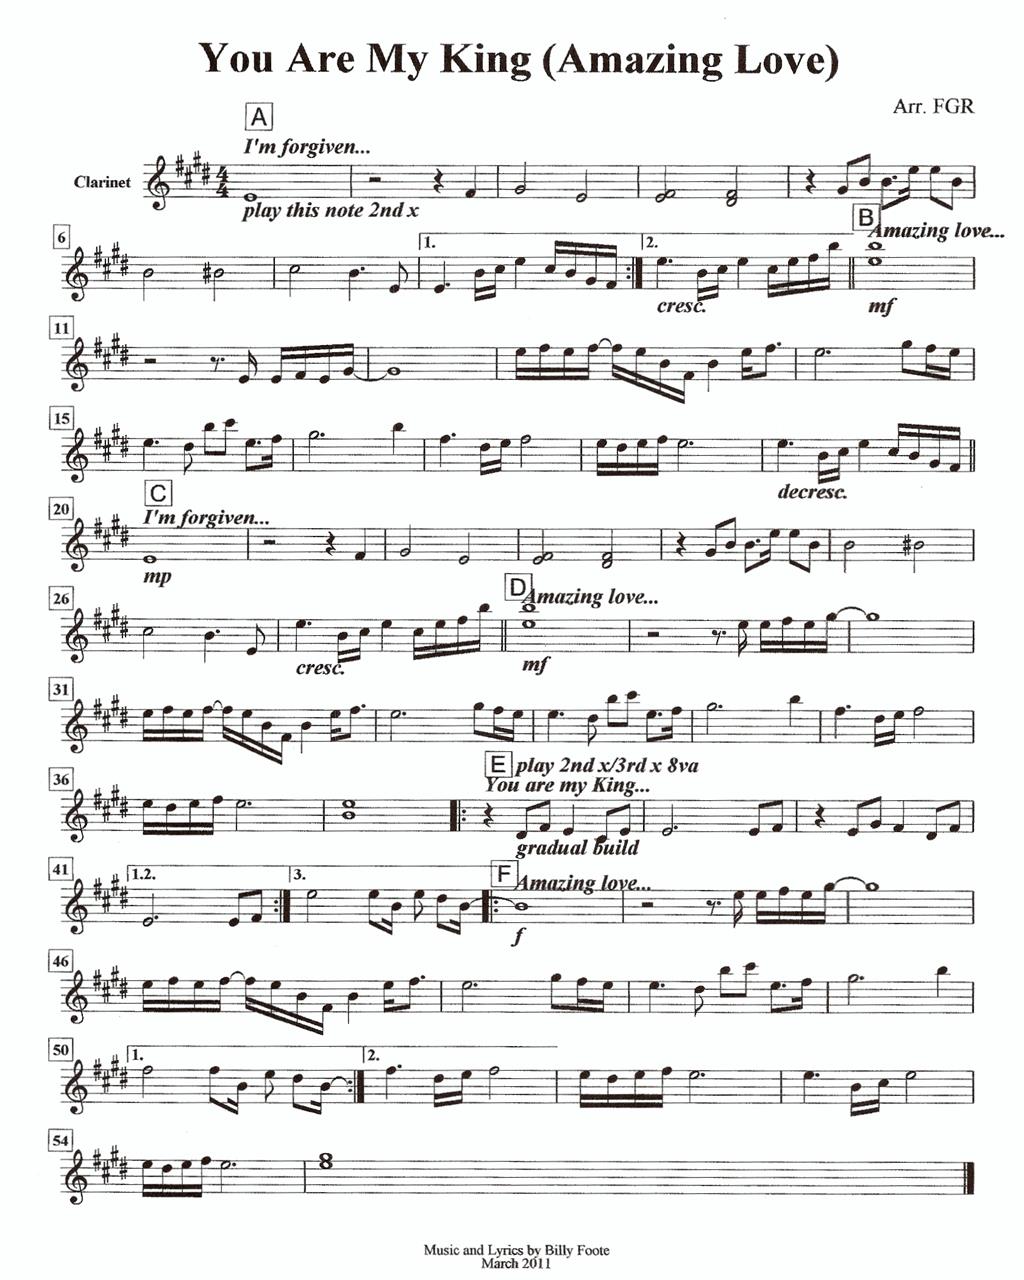 You Are My King (Amazing Love)
Arr. FGR
A
I'm forgiven...
Clarinet
4
4
play this note 2nd x
B
6
Amazing love...
1.
2.
cresc.
mf
11
15
decresc.
C
20
I'm forgiven...
mp
26
D
Amazing love...
cresc.
mf
31
E play 2nd x/3rd x 8va
36
You are my King...
gradual build
41
1.2.
3.
F
Amazing love...
f
46
50
1.
2.
54
Music and Lyrics by Billy Foote
March 2011